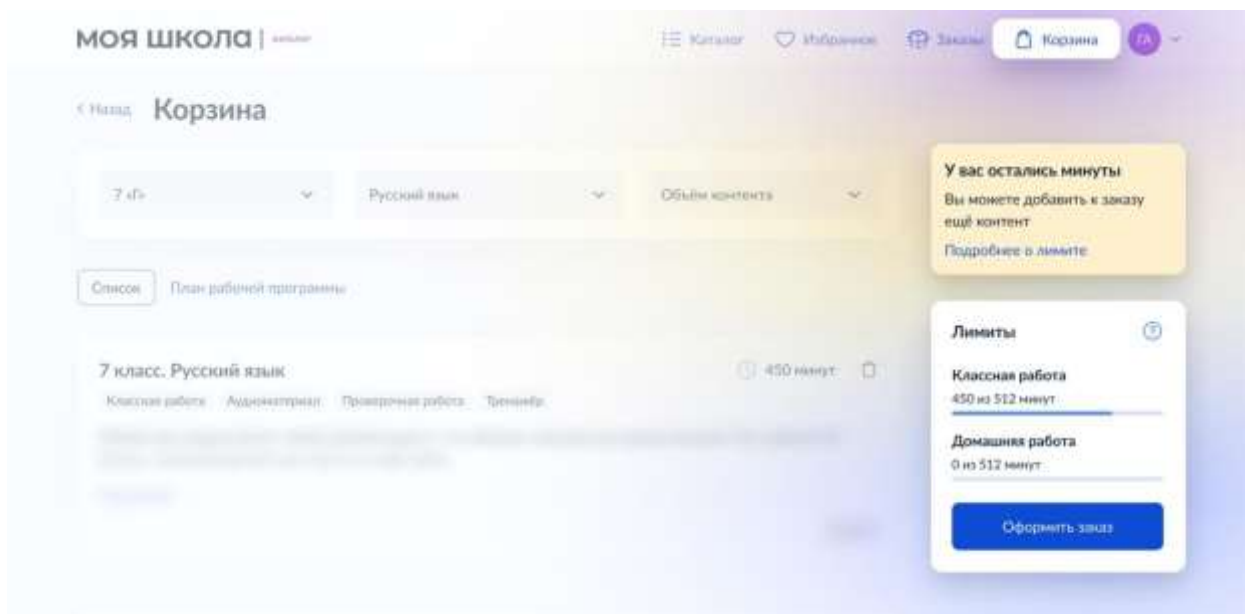 МОЯ ШКОЛА | каталог
Каталог Избранное Заказы Корзина ГА
Назад Корзина
7 «Г» Русский язык Объём контента
У вас остались минуты
Вы можете добавить к заказу
ещё контент
Подробнее о лимите
Список План рабочей программы
Лимиты ?
7 класс. Русский язык 450 минут
Классная работа Аудиоматериал Проверочная работа Тренажёр
Классная работа
450 из 512 минут
Домашняя работа
0 из 512 минут
Оформить заказ